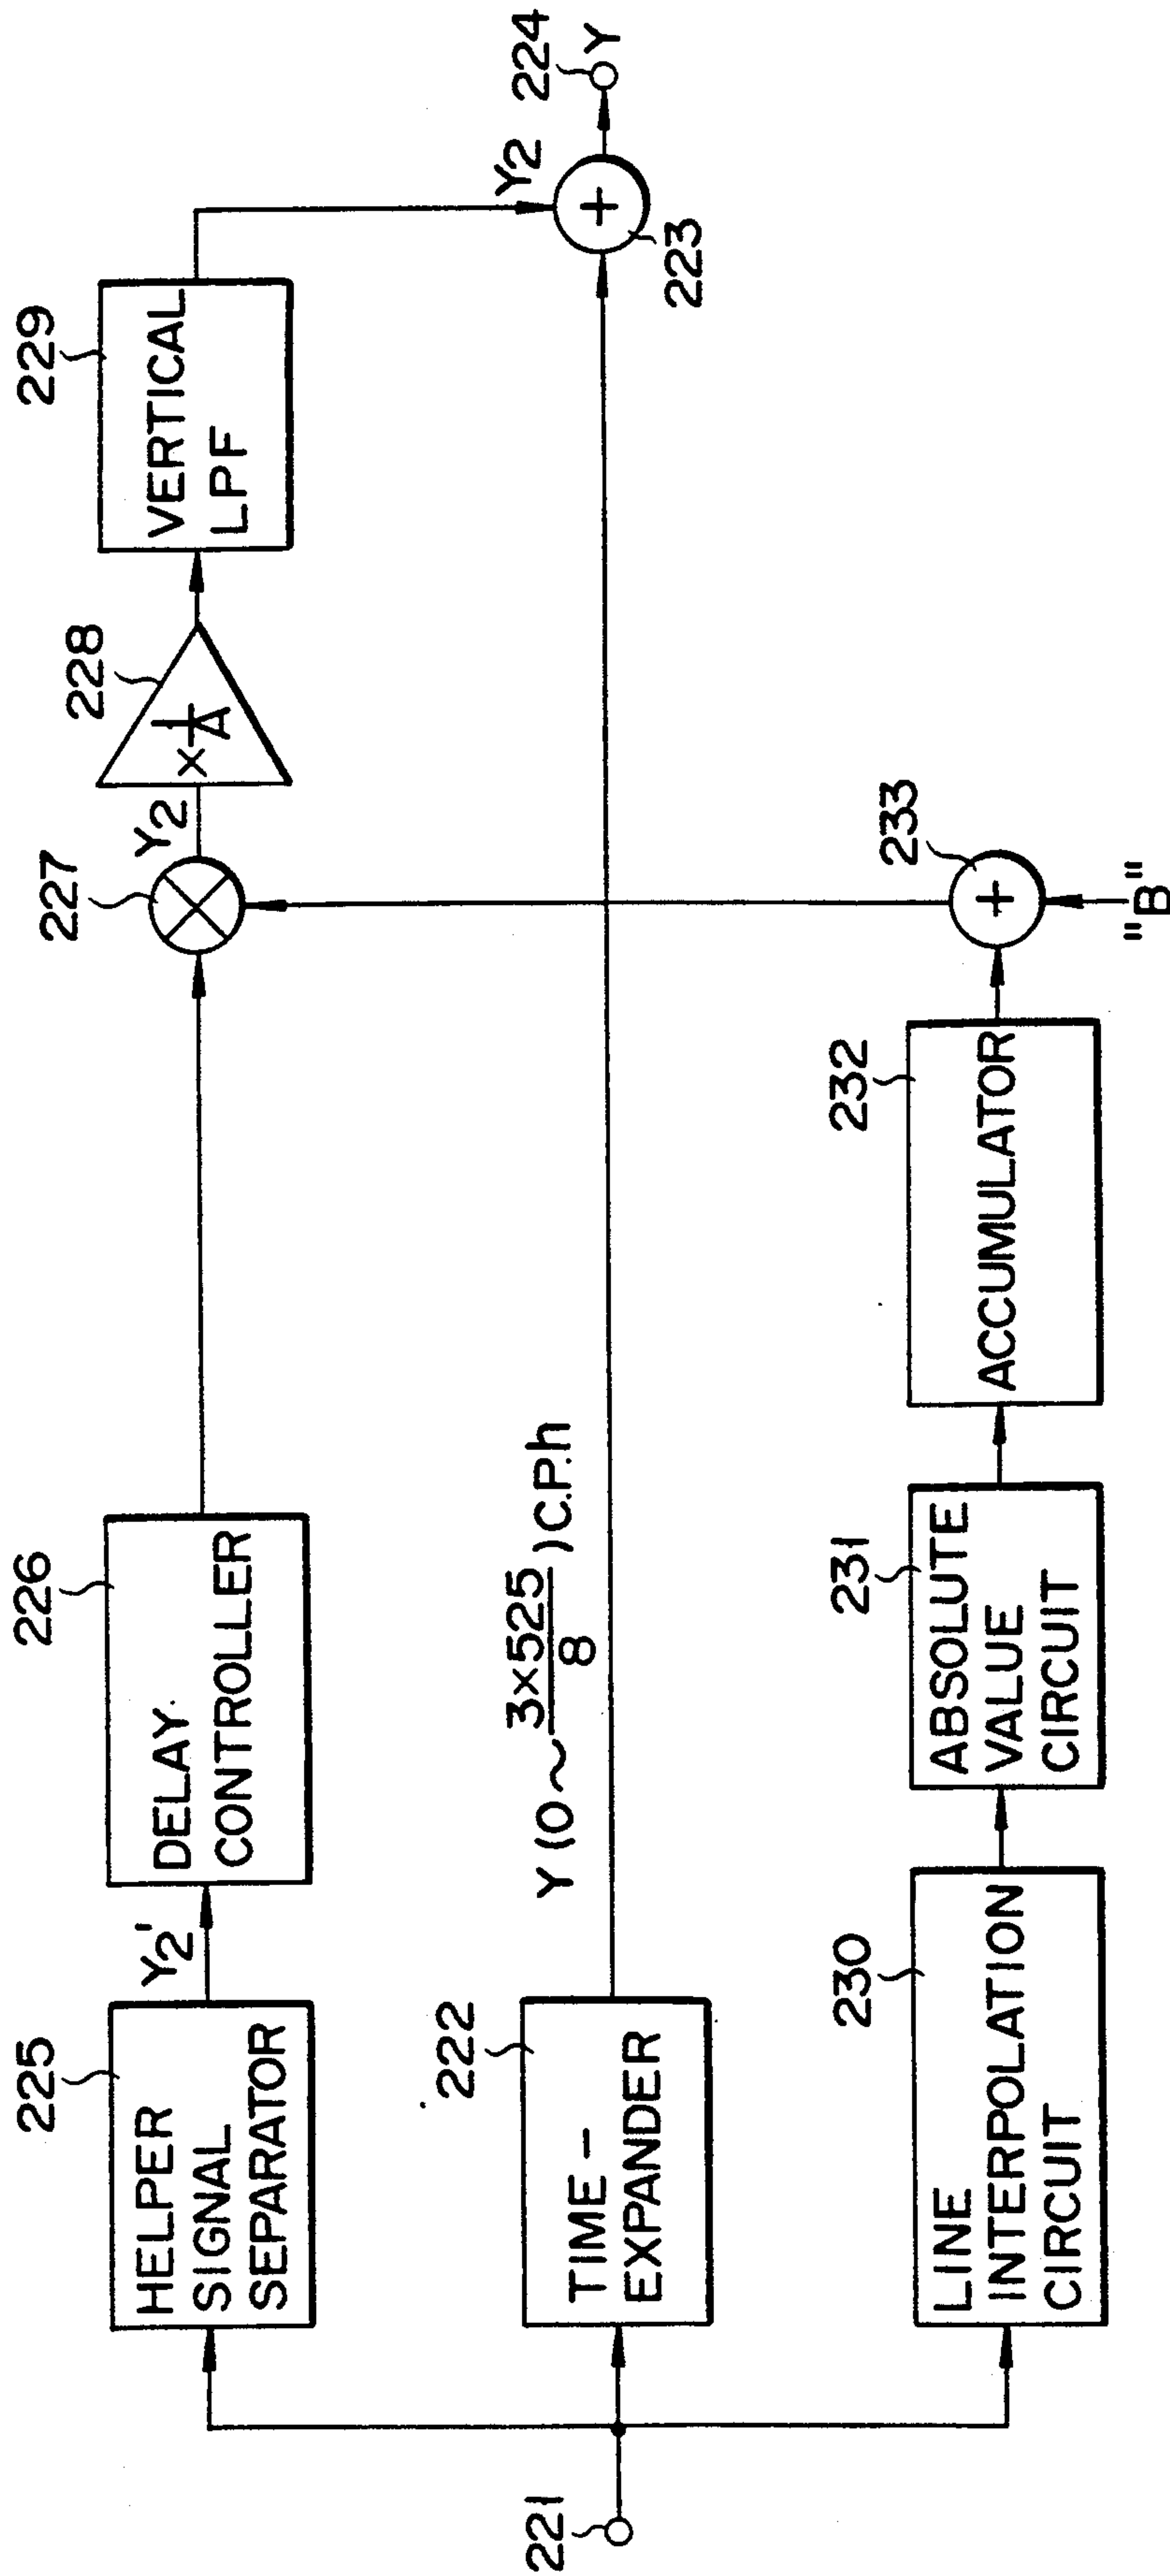 221
225
HELPER
SIGNAL
SEPARATOR
Y2'
226
DELAY.
CONTROLLER
227
Y2
228
× 1/A
229
VERTICAL
LPF
Y2
222
TIME-
EXPANDER
Y (0 ~ 3×525/8) C.P.h
223
224
Y
230
LINE
INTERPOLATION
CIRCUIT
231
ABSOLUTE
VALUE
CIRCUIT
232
ACCUMULATOR
233
"B"